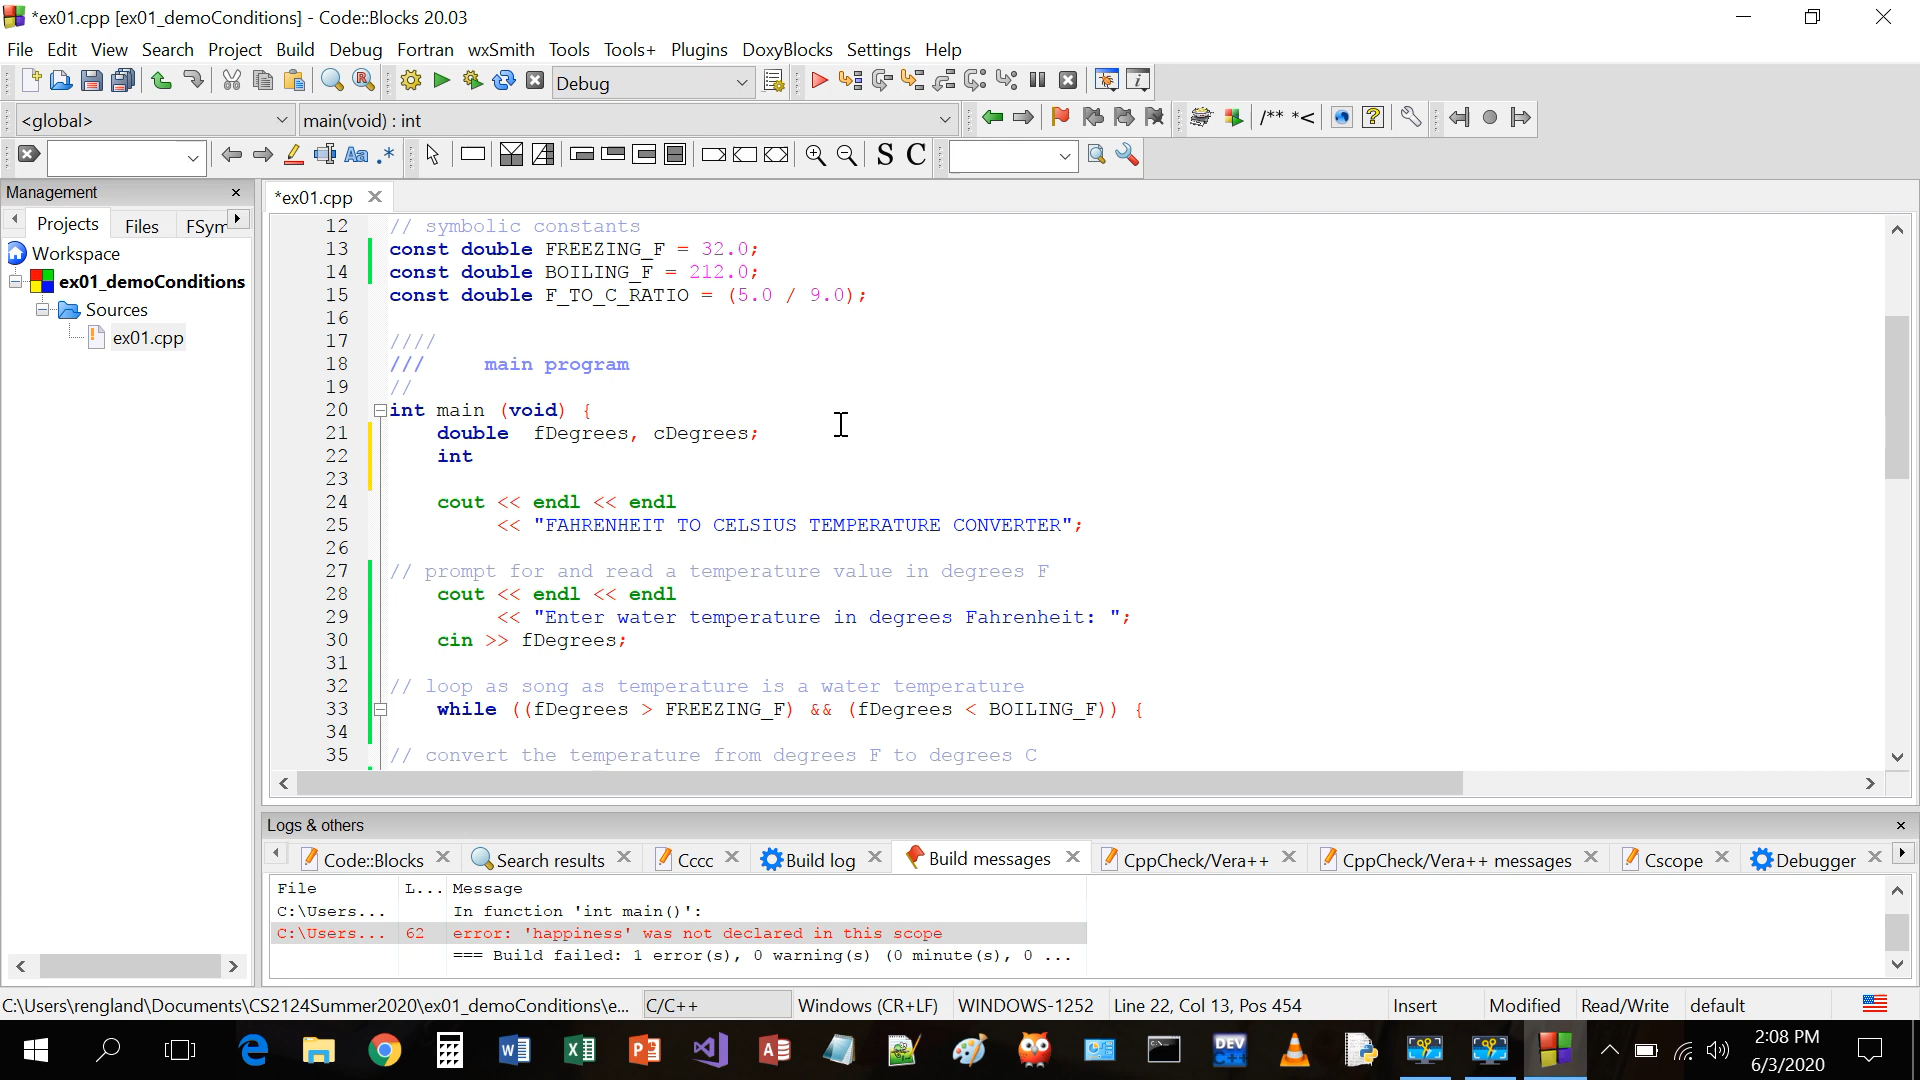 *ex01.cpp [ex01_demoConditions] - Code::Blocks 20.03
File Edit View Search Project Build Debug Fortran wxSmith Tools Tools+ Plugins DoxyBlocks Settings Help
Debug
<global> main(void) : int /** *<
Aa .* S C
Management
*ex01.cpp
Projects Files FSym
Workspace
ex01_demoConditions
Sources
ex01.cpp
12 // symbolic constants
13 const double FREEZING_F = 32.0;
14 const double BOILING_F = 212.0;
15 const double F_TO_C_RATIO = (5.0 / 9.0);
16
17 ////
18 /// main program
19 //
20 int main (void) {
21 double fDegrees, cDegrees;
22 int
23
24 cout << endl << endl
25 << "FAHRENHEIT TO CELSIUS TEMPERATURE CONVERTER";
26
27 // prompt for and read a temperature value in degrees F
28 cout << endl << endl
29 << "Enter water temperature in degrees Fahrenheit: ";
30 cin >> fDegrees;
31
32 // loop as song as temperature is a water temperature
33 while ((fDegrees > FREEZING_F) && (fDegrees < BOILING_F)) {
34
35 // convert the temperature from degrees F to degrees C
Logs & others
Code::Blocks Search results Cccc Build log Build messages CppCheck/Vera++ CppCheck/Vera++ messages Cscope Debugger
File L... Message
C:\Users... In function 'int main()':
C:\Users... 62 error: 'happiness' was not declared in this scope
=== Build failed: 1 error(s), 0 warning(s) (0 minute(s), 0 ...
C:\Users\rengland\Documents\CS2124Summer2020\ex01_demoConditions\e... C/C++ Windows (CR+LF) WINDOWS-1252 Line 22, Col 13, Pos 454 Insert Modified Read/Write default
DEV
2:08 PM
6/3/2020